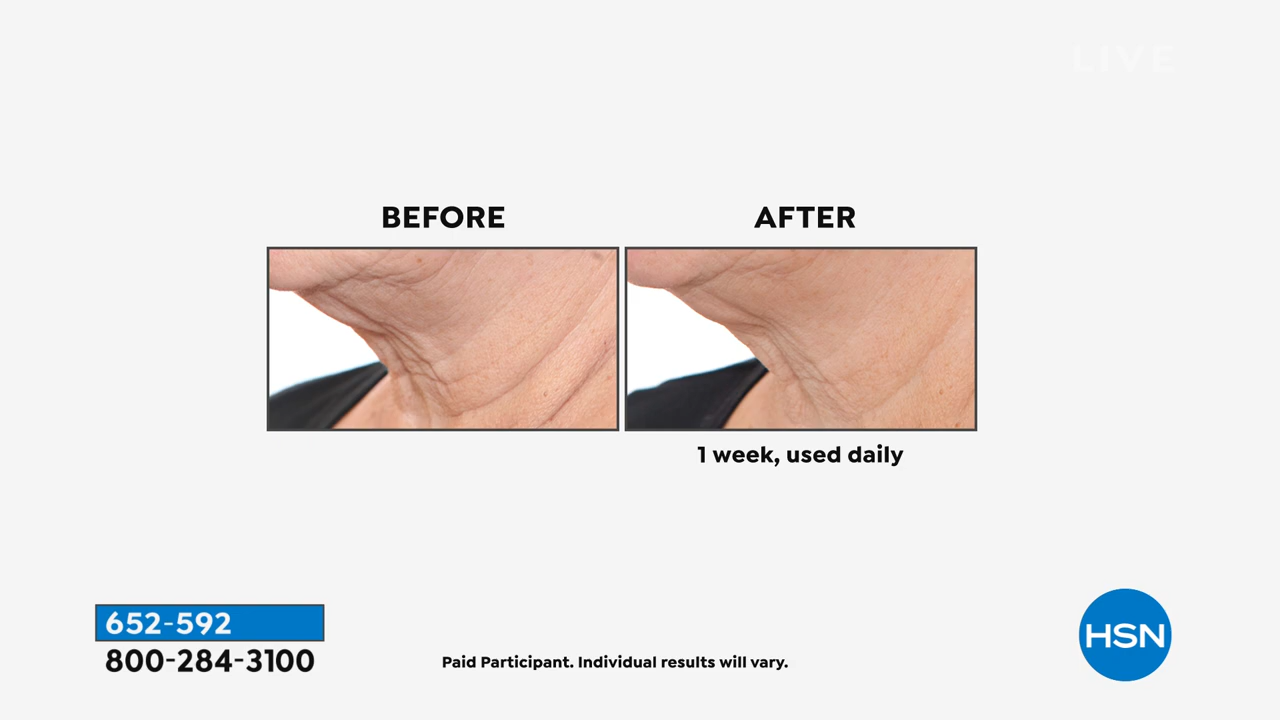 LIVE
BEFORE
AFTER
1 week, used daily
652-592
800-284-3100
Paid Participant. Individual results will vary.
HSN